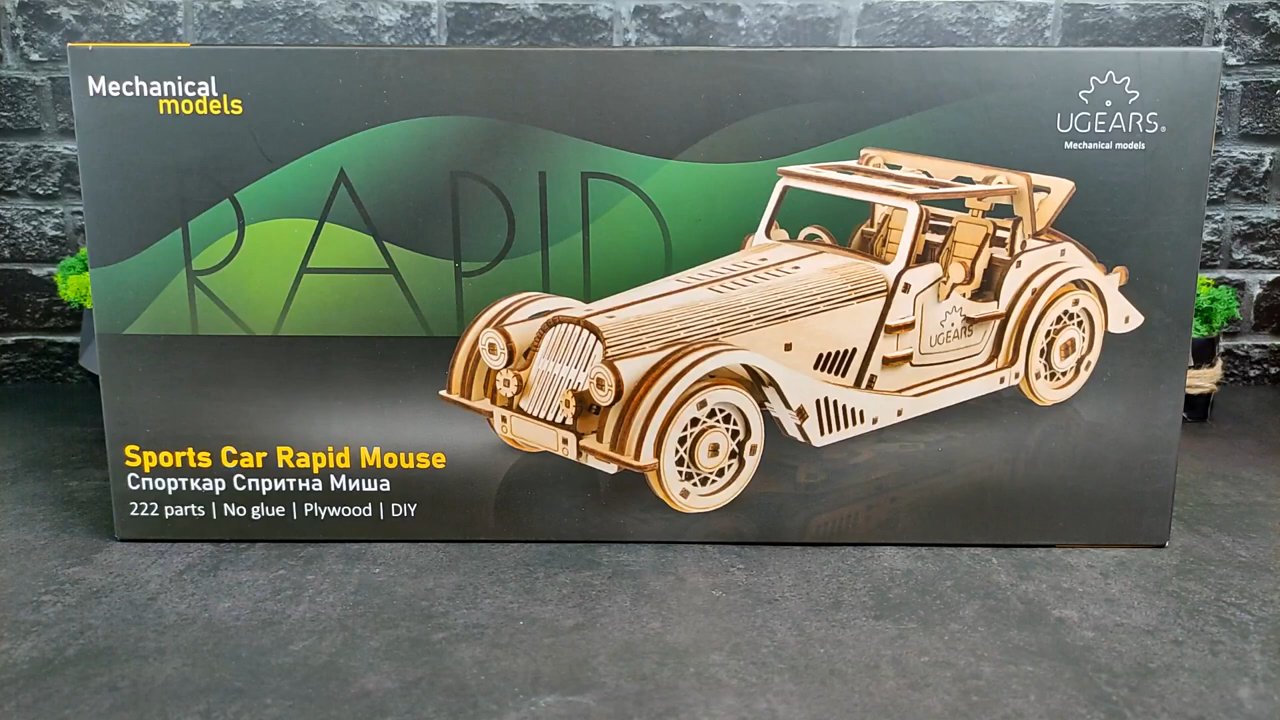 Mechanical
models
UGEARS®
Mechanical models
RAPID
UGEARS
Sports Car Rapid Mouse
Спорткар Спритна Миша
222 parts | No glue | Plywood | DIY